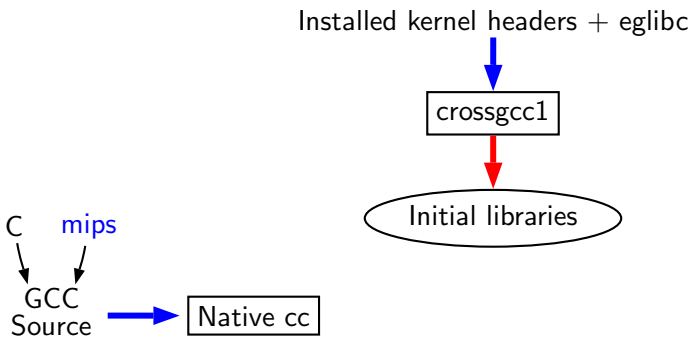 Installed kernel headers + eglibc
crossgcc1
Initial libraries
C
mips
GCC
Source
Native cc